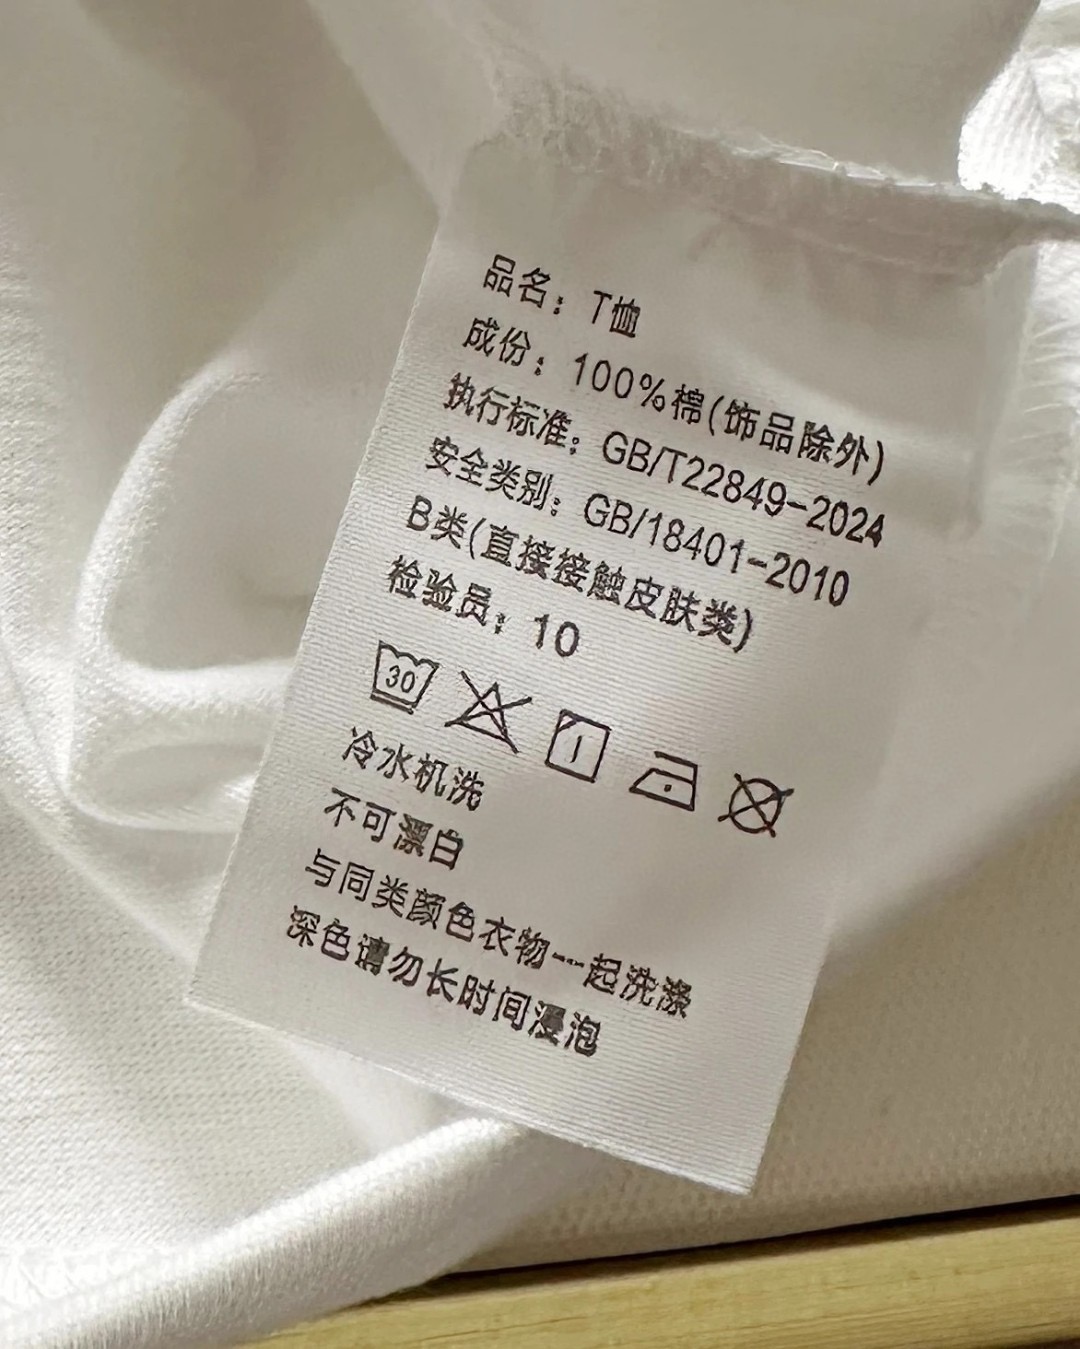 品名：T恤
成份：100%棉(饰品除外)
执行标准：GB/T22849-2024
安全类别：GB/18401-2010
B类(直接接触皮肤类)
检验员：10
30
冷水机洗
不可漂白
与同类颜色衣物一起洗涤
深色请勿长时间浸泡